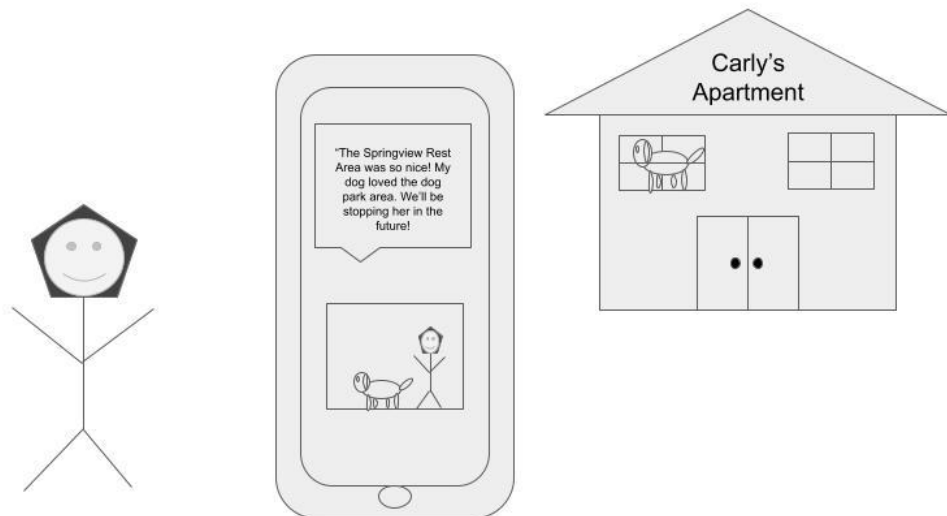 “The Springview Rest
Area was so nice! My
dog loved the dog
park area. We’ll be
stopping her in the
future!
Carly’s
Apartment